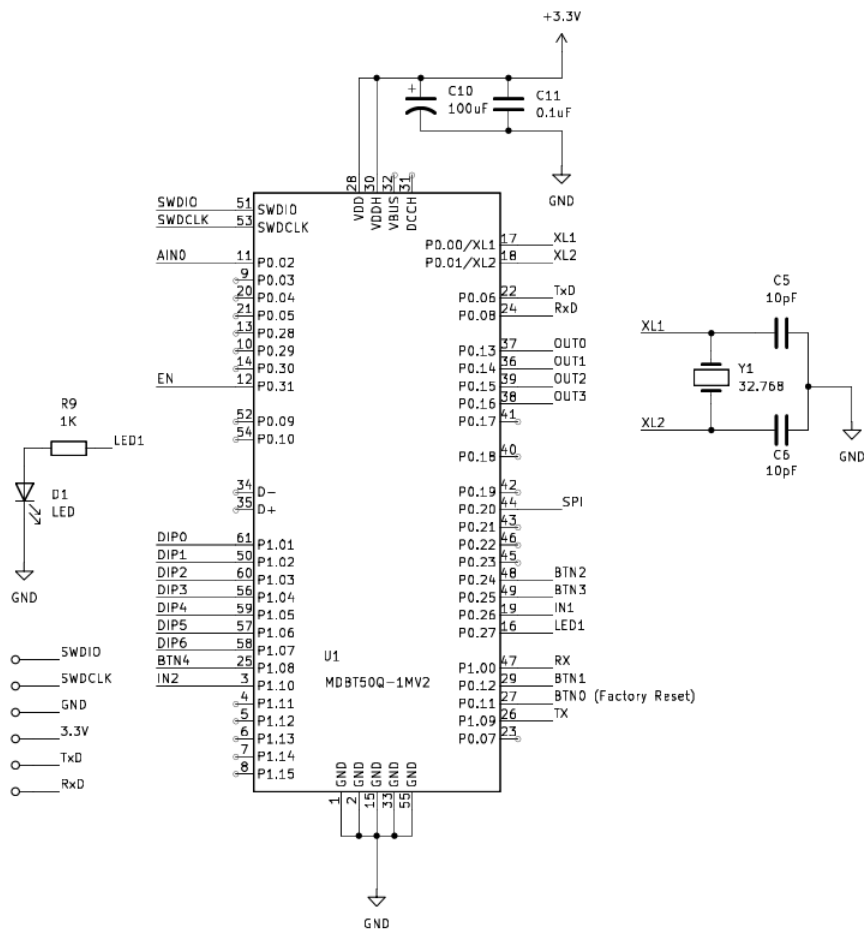 +3.3V
C10
100uF
C11
0.1uF
GND
28
30
32
31
VDD
VDDH
VBUS
DCCH
SWDIO 51 SWDIO
SWDCLK 53 SWDCLK
AIN0 11 P0.02
9 P0.03
20 P0.04
21 P0.05
13 P0.28
10 P0.29
14 P0.30
EN 12 P0.31
52 P0.09
54 P0.10
34 D-
35 D+
DIP0 61 P1.01
DIP1 50 P1.02
DIP2 60 P1.03
DIP3 56 P1.04
DIP4 59 P1.05
DIP5 57 P1.06
DIP6 58 P1.07
BTN4 25 P1.08
IN2 3 P1.10
4 P1.11
5 P1.12
6 P1.13
7 P1.14
8 P1.15
P0.00/XL1 17 XL1
P0.01/XL2 18 XL2
P0.06 22 TxD
P0.08 24 RxD
P0.13 37 OUT0
P0.14 36 OUT1
P0.15 39 OUT2
P0.16 38 OUT3
P0.17 41
P0.18 40
P0.19 42
P0.20 44 SPI
P0.21 43
P0.22 46
P0.23 45
P0.24 48 BTN2
P0.25 49 BTN3
P0.26 19 IN1
P0.27 16 LED1
P1.00 47 RX
P0.12 29 BTN1
P0.11 27 BTN0 (Factory Reset)
P1.09 26 TX
P0.07 23
U1
MDBT50Q-1MV2
GND
GND
GND
GND
GND
1
2
15
33
55
GND
R9
1K
LED1
D1
LED
GND
SWDIO
SWDCLK
GND
3.3V
TxD
RxD
C5
10pF
XL1
Y1
32.768
XL2
C6
10pF
GND